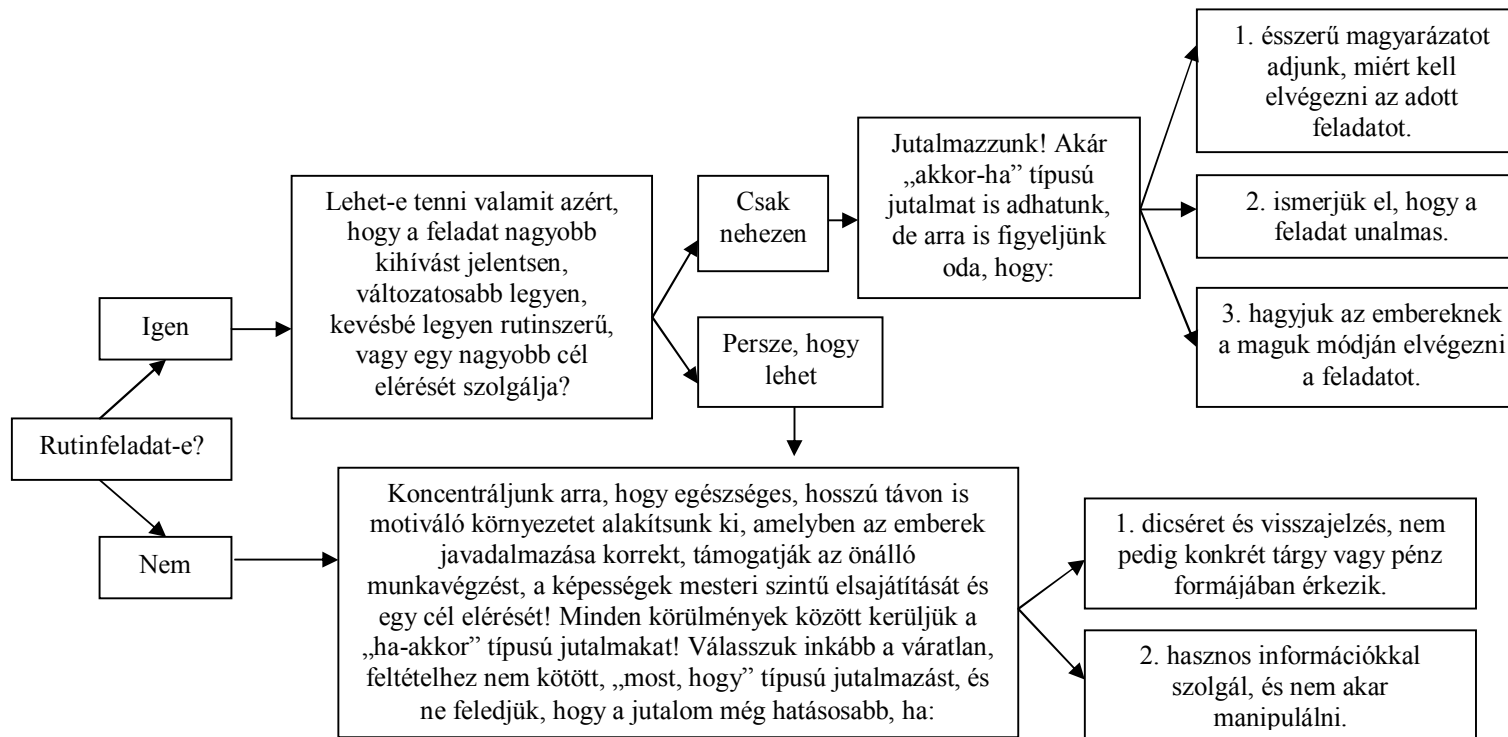 Rutinfeladat-e?
Igen
Lehet-e tenni valamit azért,
hogy a feladat nagyobb
kihívást jelentsen,
változatosabb legyen,
kevésbé legyen rutinszerű,
vagy egy nagyobb cél
elérését szolgálja?
Csak
nehezen
Jutalmazzunk! Akár
„akkor-ha” típusú
jutalmat is adhatunk,
de arra is figyeljünk
oda, hogy:
1. ésszerű magyarázatot
adjunk, miért kell
elvégezni az adott
feladatot.
2. ismerjük el, hogy a
feladat unalmas.
3. hagyjuk az embereknek
a maguk módján elvégezni
a feladatot.
Persze, hogy
lehet
Nem
Koncentráljunk arra, hogy egészséges, hosszú távon is
motiváló környezetet alakítsunk ki, amelyben az emberek
javadalmazása korrekt, támogatják az önálló
munkavégzést, a képességek mesteri szintű elsajátítását és
egy cél elérését! Minden körülmények között kerüljük a
„ha-akkor” típusú jutalmakat! Válasszuk inkább a váratlan,
feltételhez nem kötött, „most, hogy” típusú jutalmazást, és
ne feledjük, hogy a jutalom még hatásosabb, ha:
1. dicséret és visszajelzés, nem
pedig konkrét tárgy vagy pénz
formájában érkezik.
2. hasznos információkkal
szolgál, és nem akar
manipulálni.